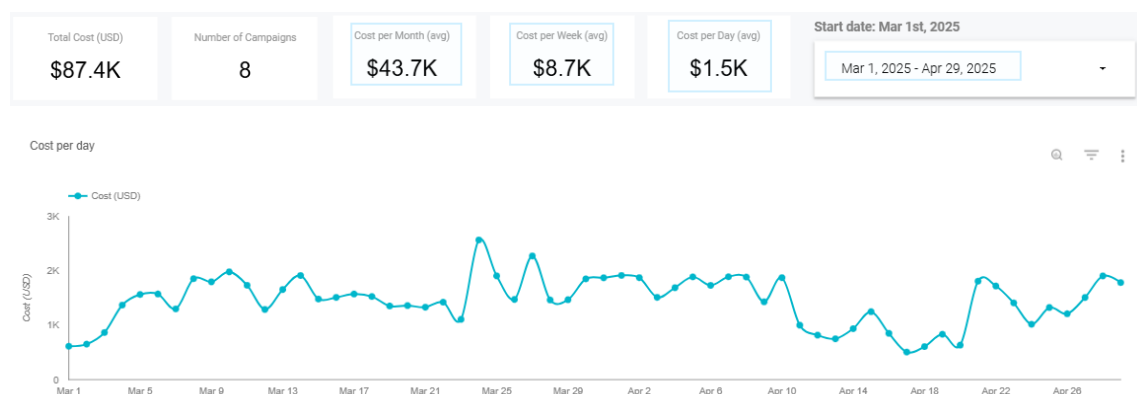 Total Cost (USD)
$87.4K
Number of Campaigns
8
Cost per Month (avg)
$43.7K
Cost per Week (avg)
$8.7K
Cost per Day (avg)
$1.5K
Start date: Mar 1st, 2025
Mar 1, 2025 - Apr 29, 2025
Cost per day
Cost (USD)
Cost (USD)
3K
2K
1K
0
Mar 1
Mar 5
Mar 9
Mar 13
Mar 17
Mar 21
Mar 25
Mar 29
Apr 2
Apr 6
Apr 10
Apr 14
Apr 18
Apr 22
Apr 26